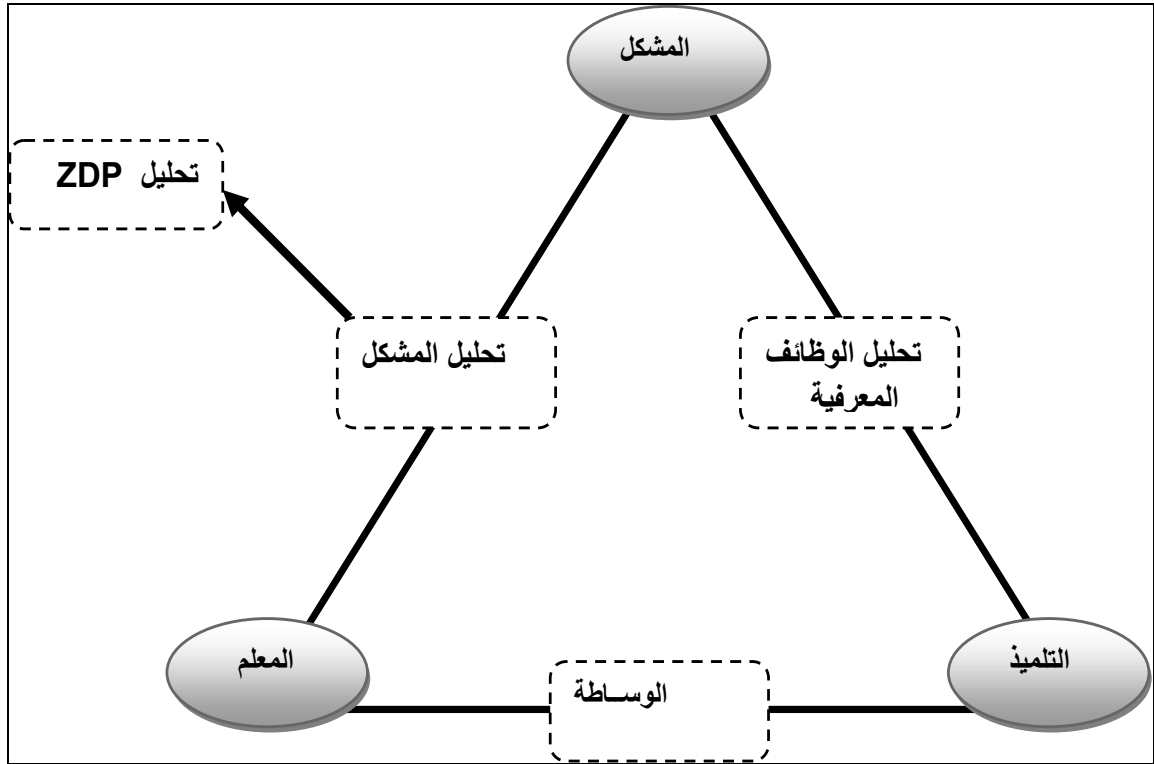 المشكل
تحليل ZDP
تحليل المشكل
تحليل الوظائف
المعرفية
المعلم
التلميذ
الوســاطة